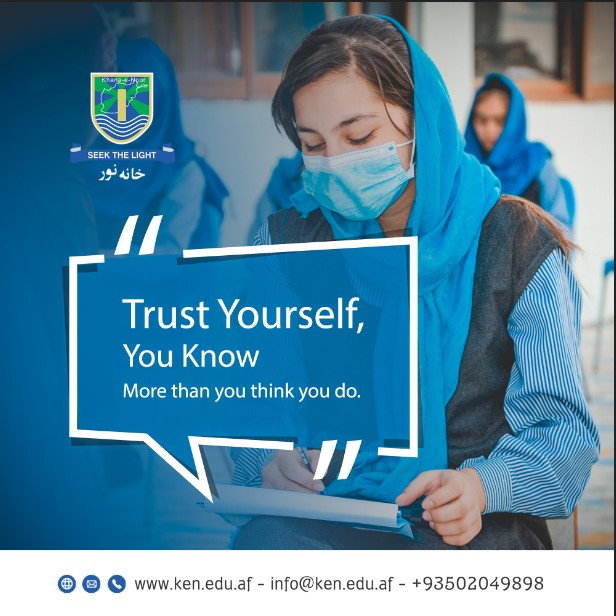 Khana-e-Noor
SEEK THE LIGHT
خانه نور
Trust Yourself,
You Know
More than you think you do.
www.ken.edu.af - info@ken.edu.af - +93502049898